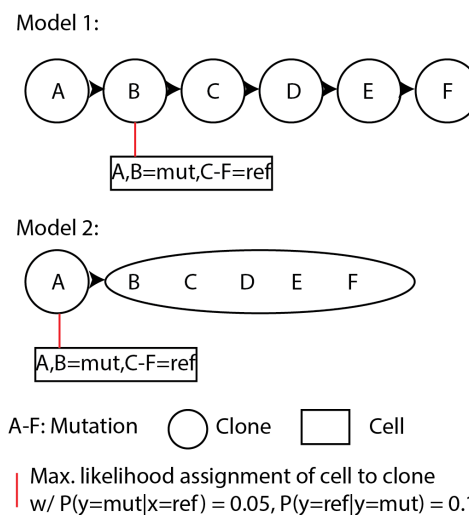 Model 1:
A B C D E F
A,B=mut,C-F=ref
Model 2:
A B C D E F
A,B=mut,C-F=ref
A-F: Mutation Clone Cell
Max. likelihood assignment of cell to clone
w/ P(y=mut|x=ref) = 0.05, P(y=ref|y=mut) = 0.